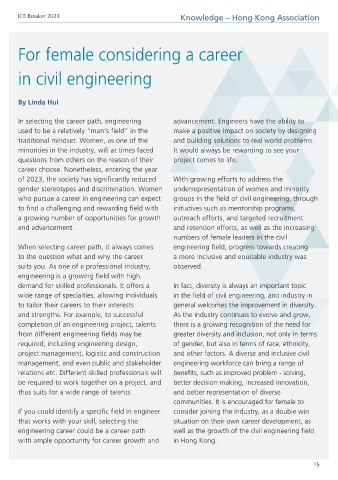 ICE Breaker 2023
Knowledge – Hong Kong Association
For female considering a career
in civil engineering
By Linda Hui
In selecting the career path, engineering
used to be a relatively "man's field" in the
traditional mindset. Women, as one of the
minorities in the industry, will at times faced
questions from others on the reason of their
career choose. Nonetheless, entering the year
of 2023, the society has significantly reduced
gender stereotypes and discrimination. Women
who pursue a career in engineering can expect
to find a challenging and rewarding field with
a growing number of opportunities for growth
and advancement.
When selecting career path, it always comes
to the question what and why the career
suits you. As one of a professional industry,
engineering is a growing field with high
demand for skilled professionals. It offers a
wide range of specialties, allowing individuals
to tailor their careers to their interests
and strengths. For example, to successful
completion of an engineering project, talents
from different engineering fields may be
required, including engineering design,
project management, logistic and construction
management, and even public and stakeholder
relations etc. Different skilled professionals will
be required to work together on a project, and
thus suits for a wide range of talents.
If you could identify a specific field in engineer
that works with your skill, selecting the
engineering career could be a career path
with ample opportunity for career growth and
advancement. Engineers have the ability to
make a positive impact on society by designing
and building solutions to real world problems.
It would always be rewarding to see your
project comes to life.
With growing efforts to address the
underrepresentation of women and minority
groups in the field of civil engineering, through
initiatives such as mentorship programs,
outreach efforts, and targeted recruitment
and retention efforts, as well as the increasing
numbers of female leaders in the civil
engineering field, progress towards creating
a more inclusive and equitable industry was
observed.
In fact, diversity is always an important topic
in the field of civil engineering, and industry in
general welcomes the improvement in diversity.
As the industry continues to evolve and grow,
there is a growing recognition of the need for
greater diversity and inclusion, not only in terms
of gender, but also in terms of race, ethnicity,
and other factors. A diverse and inclusive civil
engineering workforce can bring a range of
benefits, such as improved problem - solving,
better decision-making, increased innovation,
and better representation of diverse
communities. It is encouraged for female to
consider joining the industry, as a double win
situation on their own career development, as
well as the growth of the civil engineering field
in Hong Kong.
15